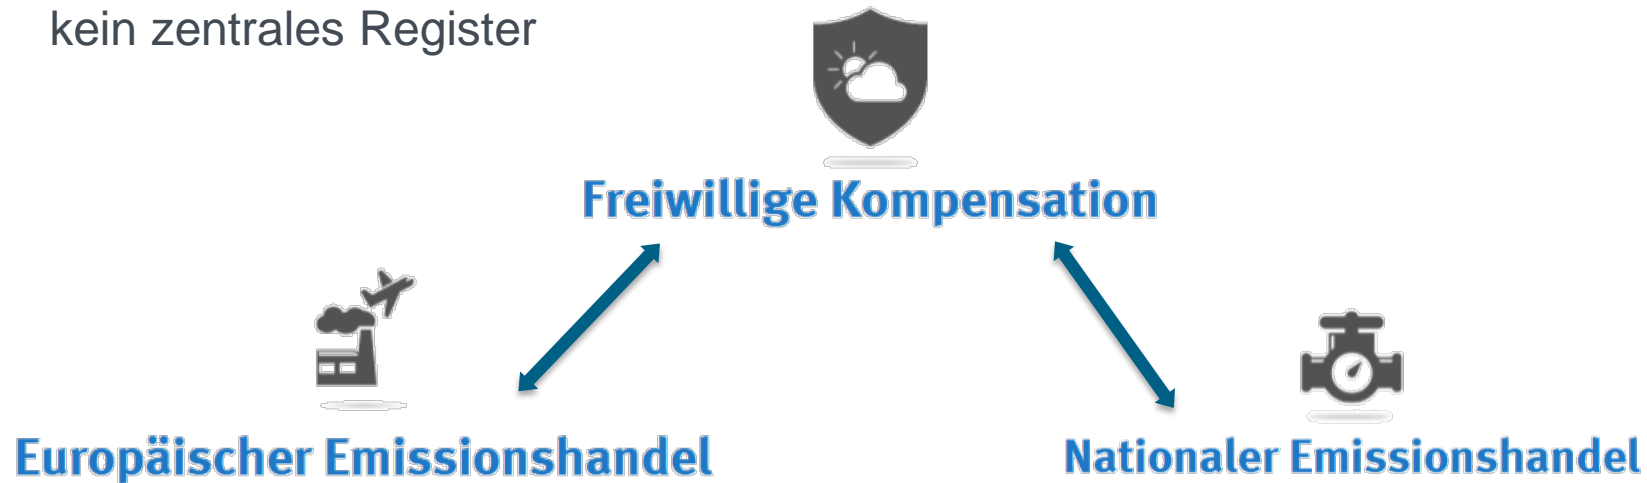 kein zentrales Register
Freiwillige Kompensation
Europäischer Emissionshandel
Nationaler Emissionshandel